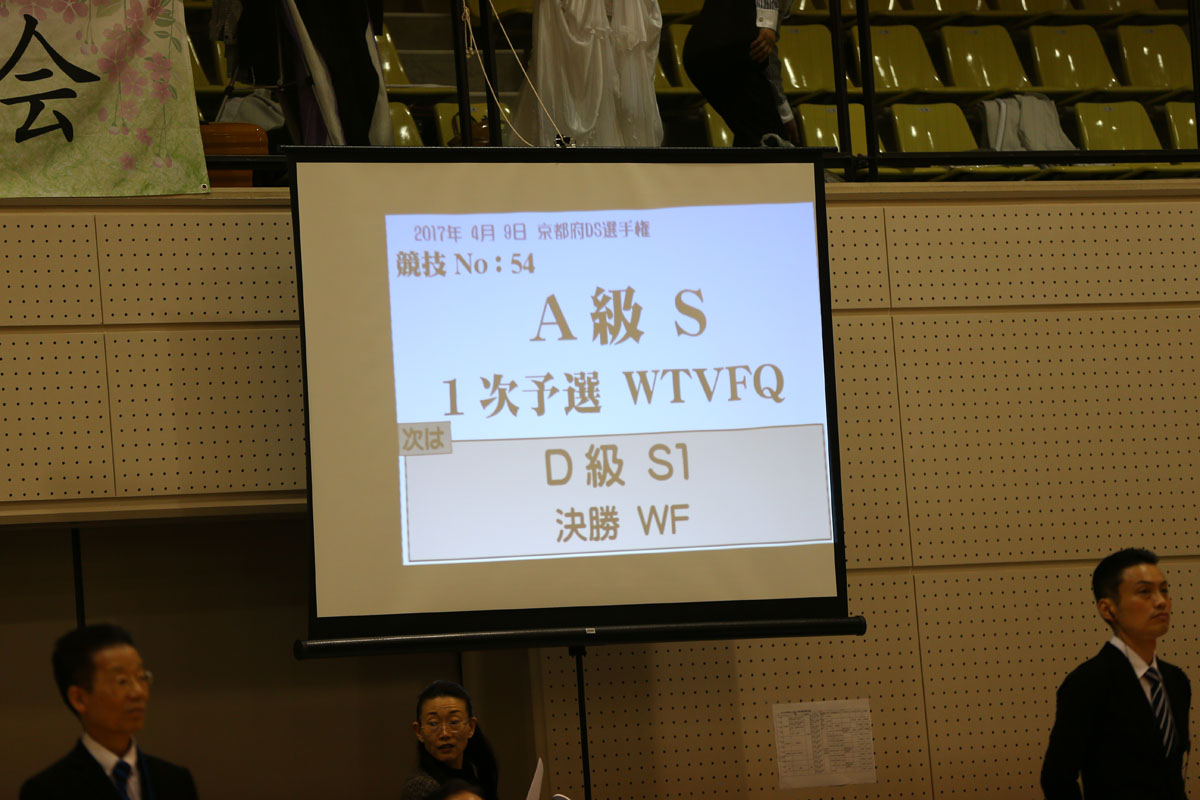 会
2017年 4月 9日 京都府DS選手権
競技 No：54
A級 S
1次予選 WTVFQ
次は
D級 S1
決勝 WF